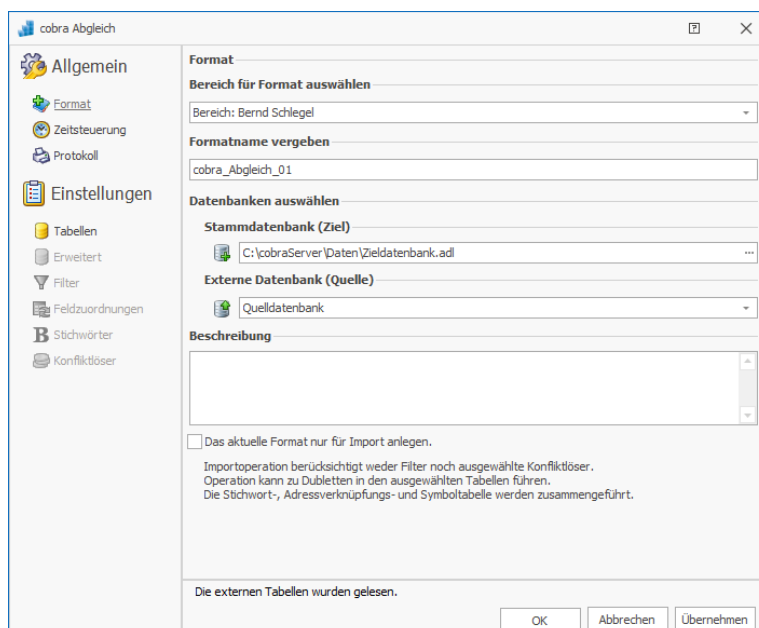 cobra Abgleich
Allgemein
Format
Zeitsteuerung
Protokoll
Einstellungen
Tabellen
Erweitert
Filter
Feldzuordnungen
Stichwörter
Konfliktlöser
Format
Bereich für Format auswählen
Bereich: Bernd Schlegel
Formatname vergeben
cobra_Abgleich_01
Datenbanken auswählen
Stammdatenbank (Ziel)
C:\cobraServer\Daten\Zieldatenbank.adl
Externe Datenbank (Quelle)
Quelldatenbank
Beschreibung
Das aktuelle Format nur für Import anlegen.
Importoperation berücksichtigt weder Filter noch ausgewählte Konfliktlöser.
Operation kann zu Dubletten in den ausgewählten Tabellen führen.
Die Stichwort-, Adressverknüpfungs- und Symboltabelle werden zusammengeführt.
Die externen Tabellen wurden gelesen.
OK
Abbrechen
Übernehmen